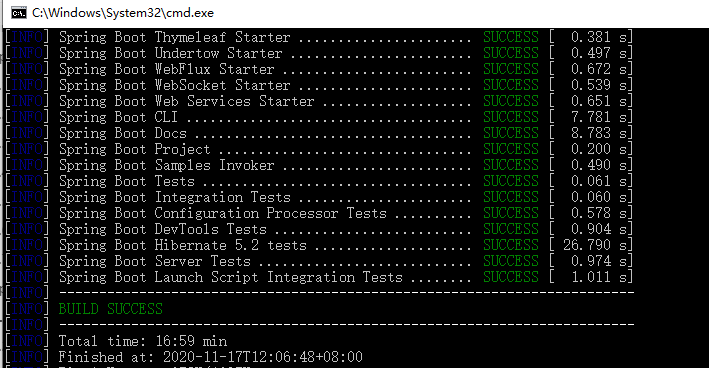 C:\Windows\System32\cmd.exe
[INFO] Spring Boot Thymeleaf Starter ...................... SUCCESS [  0.381 s]
[INFO] Spring Boot Undertow Starter ....................... SUCCESS [  0.497 s]
[INFO] Spring Boot WebFlux Starter ........................ SUCCESS [  0.672 s]
[INFO] Spring Boot WebSocket Starter ...................... SUCCESS [  0.539 s]
[INFO] Spring Boot Web Services Starter ................... SUCCESS [  0.651 s]
[INFO] Spring Boot CLI .................................... SUCCESS [  7.781 s]
[INFO] Spring Boot Docs ................................... SUCCESS [  8.783 s]
[INFO] Spring Boot Project ................................ SUCCESS [  0.200 s]
[INFO] Spring Boot Samples Invoker ........................ SUCCESS [  0.490 s]
[INFO] Spring Boot Tests .................................. SUCCESS [  0.061 s]
[INFO] Spring Boot Integration Tests ...................... SUCCESS [  0.060 s]
[INFO] Spring Boot Configuration Processor Tests .......... SUCCESS [  0.578 s]
[INFO] Spring Boot DevTools Tests ......................... SUCCESS [  0.904 s]
[INFO] Spring Boot Hibernate 5.2 tests .................... SUCCESS [ 26.790 s]
[INFO] Spring Boot Server Tests ........................... SUCCESS [  0.974 s]
[INFO] Spring Boot Launch Script Integration Tests ........ SUCCESS [  1.011 s]
[INFO] ------------------------------------------------------------------------
[INFO] BUILD SUCCESS
[INFO] ------------------------------------------------------------------------
[INFO] Total time: 16:59 min
[INFO] Finished at: 2020-11-17T12:06:48+08:00